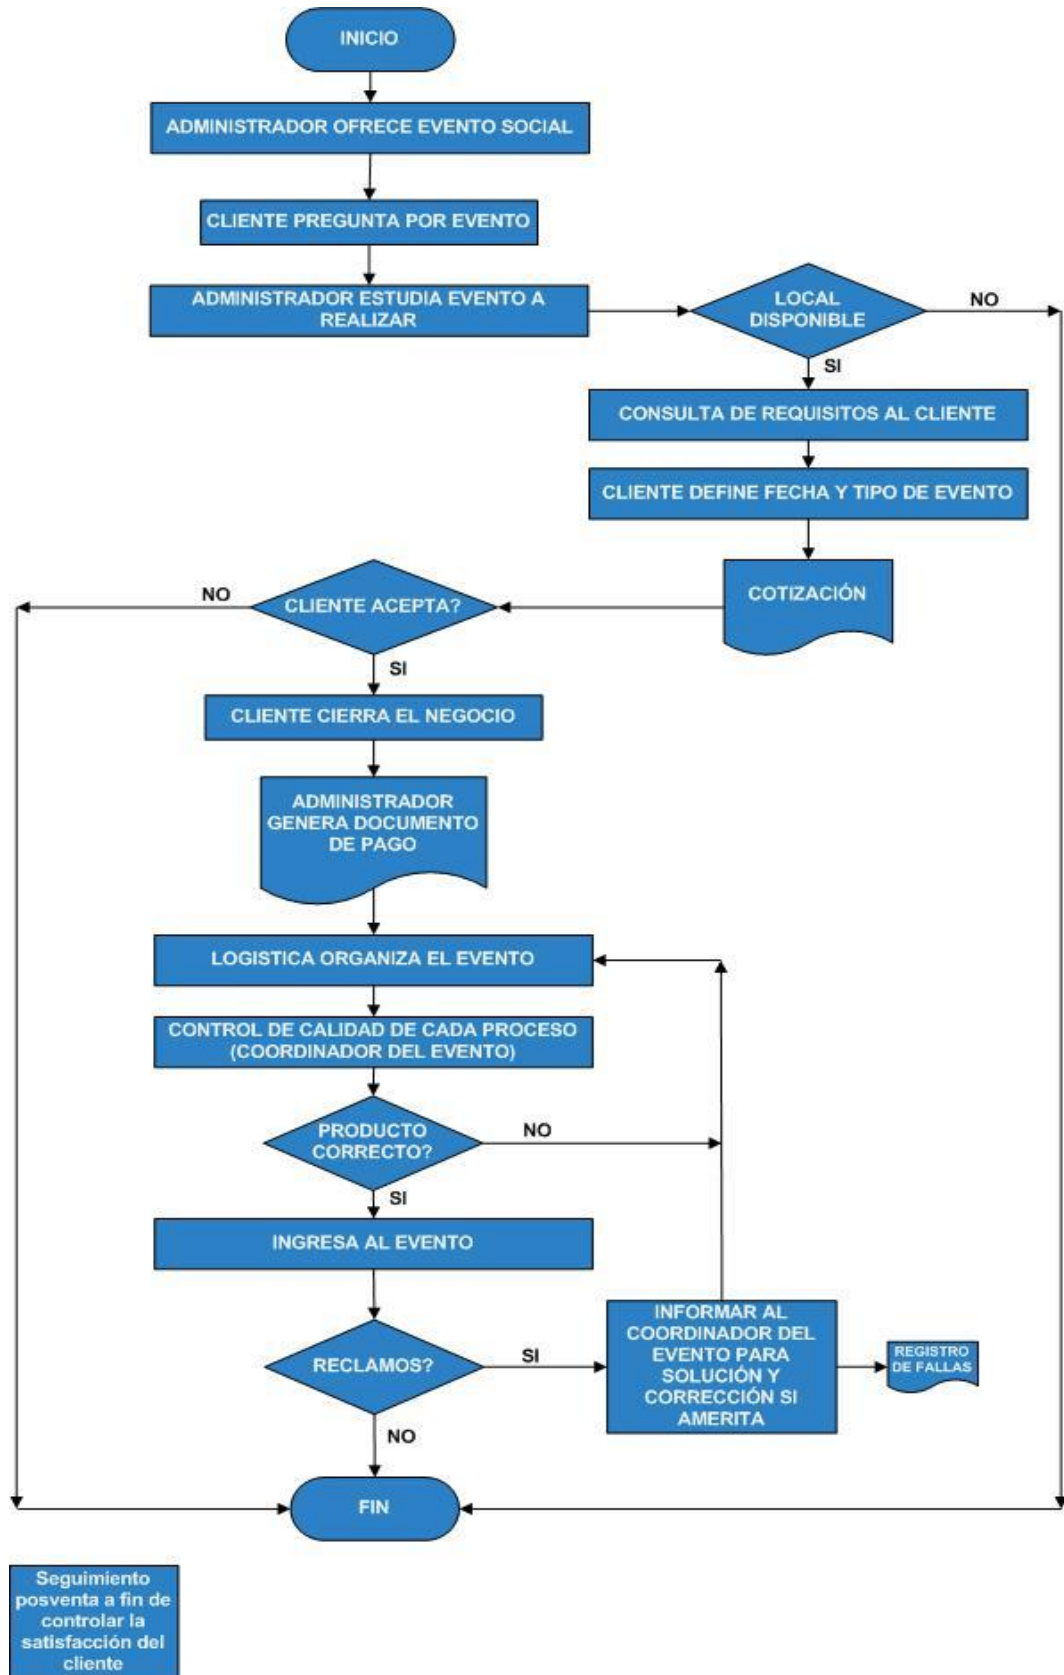 INICIO
ADMINISTRADOR OFRECE EVENTO SOCIAL
CLIENTE PREGUNTA POR EVENTO
ADMINISTRADOR ESTUDIA EVENTO A
REALIZAR
LOCAL
DISPONIBLE
NO
SI
CONSULTA DE REQUISITOS AL CLIENTE
CLIENTE DEFINE FECHA Y TIPO DE EVENTO
COTIZACIÓN
CLIENTE ACEPTA?
NO
SI
CLIENTE CIERRA EL NEGOCIO
ADMINISTRADOR
GENERA DOCUMENTO
DE PAGO
LOGISTICA ORGANIZA EL EVENTO
CONTROL DE CALIDAD DE CADA PROCESO
(COORDINADOR DEL EVENTO)
PRODUCTO
CORRECTO?
NO
SI
INGRESA AL EVENTO
RECLAMOS?
SI
INFORMAR AL
COORDINADOR DEL
EVENTO PARA
SOLUCIÓN Y
CORRECCIÓN SI
AMERITA
REGISTRO
DE FALLAS
NO
FIN
Seguimiento
posventa a fin de
controlar la
satisfacción del
cliente